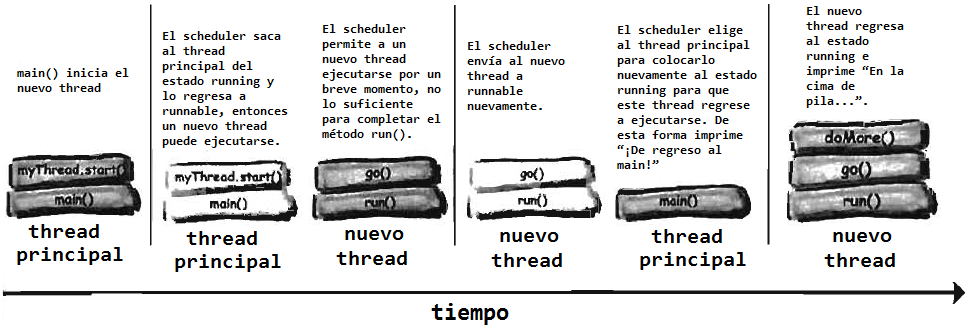 main() inicia el
nuevo thread
myThread.start()
main()
thread
principal
El scheduler saca
al thread
principal del
estado running y
lo regresa a
runnable, entonces
un nuevo thread
puede ejecutarse.
myThread.start()
main()
thread
principal
El scheduler
permite a un
nuevo thread
ejecutarse por un
breve momento, no
lo suficiente
para completar el
método run().
go()
run()
nuevo
thread
El scheduler
envía al nuevo
thread a
runnable
nuevamente.
go()
run()
nuevo
thread
El scheduler elige
al thread principal
para colocarlo
nuevamente al estado
running para que
este thread regrese
a ejecutarse. De
esta forma imprime
“¡De regreso al
main!”
main()
thread
principal
El nuevo
thread regresa
al estado
running e
imprime “En la
cima de
pila...”.
doMore()
go()
run()
nuevo
thread
tiempo